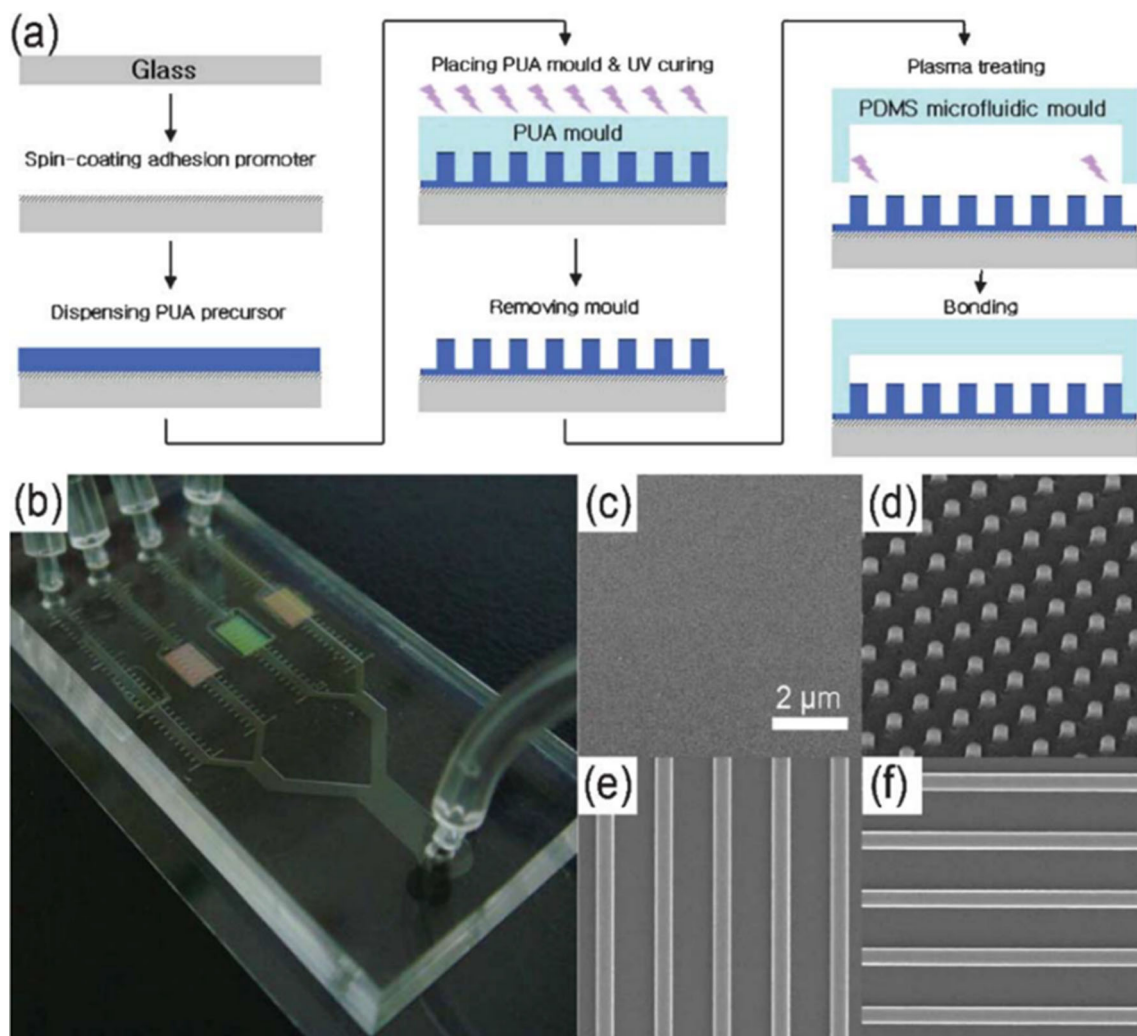 (a)
Glass
Spin-coating adhesion promoter
Dispensing PUA precursor
Placing PUA mould & UV curing
PUA mould
Removing mould
Plasma treating
PDMS microfluidic mould
Bonding
(b)
(c)
2 μm
(d)
(e)
(f)